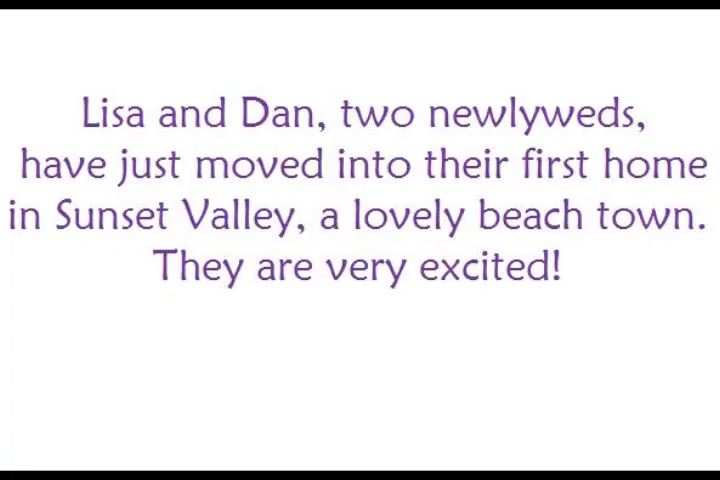 Lisa and Dan, two newlyweds,
have just moved into their first home
in Sunset Valley, a lovely beach town.
They are very excited!